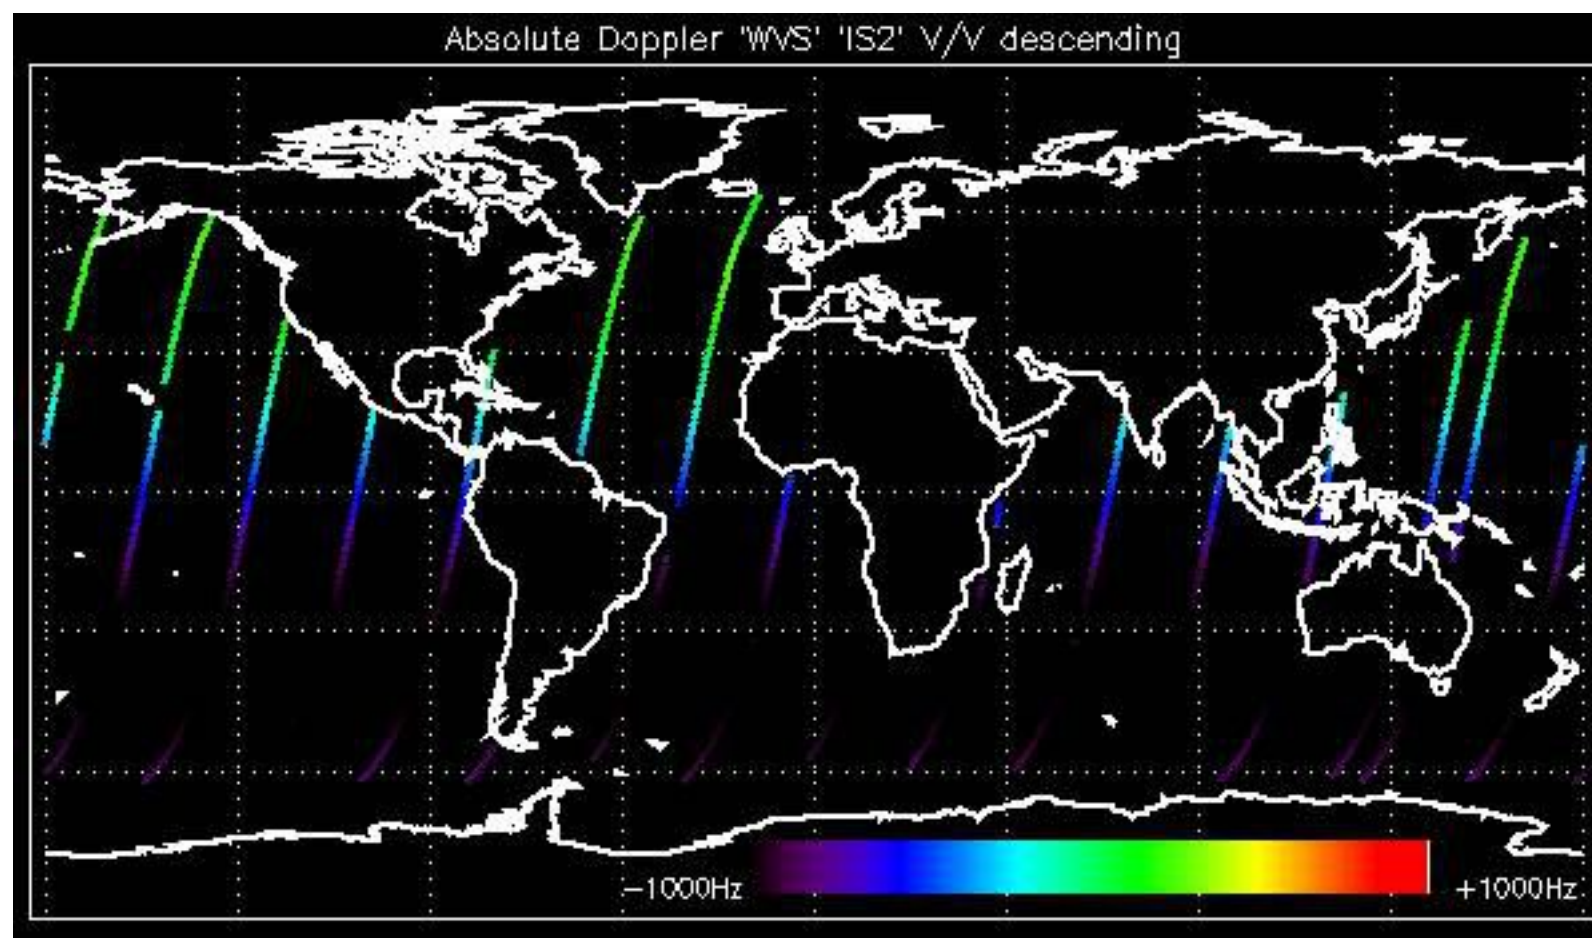 Absolute Doppler 'WVS' 'IS2' V/V descending
-1000Hz
+1000Hz